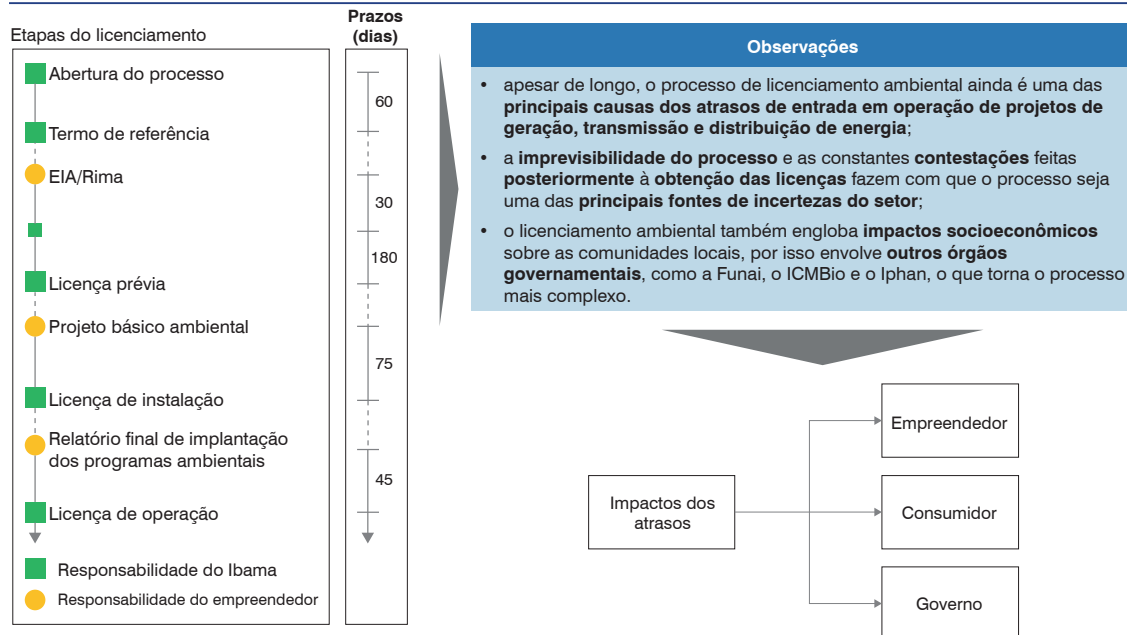 Etapas do licenciamento
Abertura do processo
Termo de referência
EIA/Rima
Licença prévia
Projeto básico ambiental
Licença de instalação
Relatório final de implantação
dos programas ambientais
Licença de operação
Responsabilidade do Ibama
Responsabilidade do empreendedor
Prazos
(dias)
60
30
180
75
45
Observações
• apesar de longo, o processo de licenciamento ambiental ainda é uma das
principais causas dos atrasos de entrada em operação de projetos de
geração, transmissão e distribuição de energia;
• a imprevisibilidade do processo e as constantes contestações feitas
posteriormente à obtenção das licenças fazem com que o processo seja
uma das principais fontes de incertezas do setor;
• o licenciamento ambiental também engloba impactos socioeconômicos
sobre as comunidades locais, por isso envolve outros órgãos
governamentais, como a Funai, o ICMBio e o Iphan, o que torna o processo
mais complexo.
Impactos dos
atrasos
Empreendedor
Consumidor
Governo